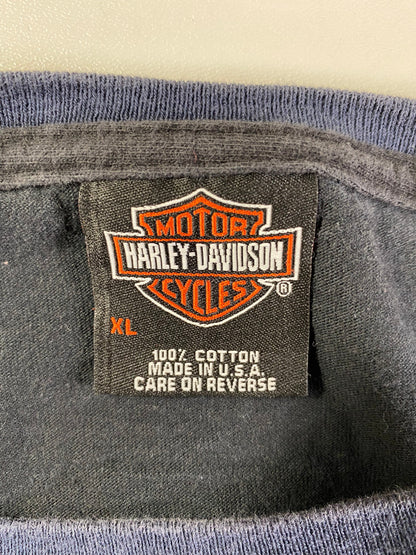 MOTOR
HARLEY-DAVIDSON
CYCLES
®
XL
100% COTTON
MADE IN U.S.A.
CARE ON REVERSE